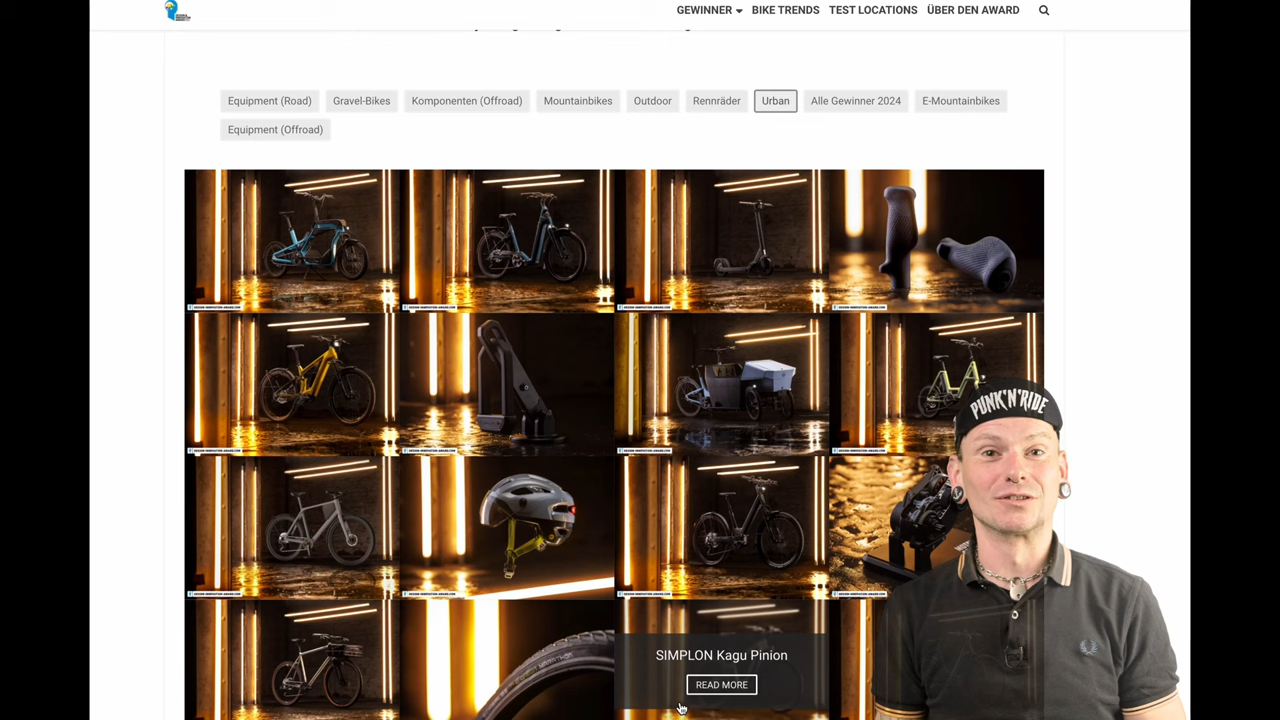 GEWINNER BIKE TRENDS TEST LOCATIONS ÜBER DEN AWARD
Equipment (Road) Gravel-Bikes Komponenten (Offroad) Mountainbikes Outdoor Rennräder Urban Alle Gewinner 2024 E-Mountainbikes
Equipment (Offroad)
PUNK'N'RIDE
SIMPLON Kagu Pinion
READ MORE